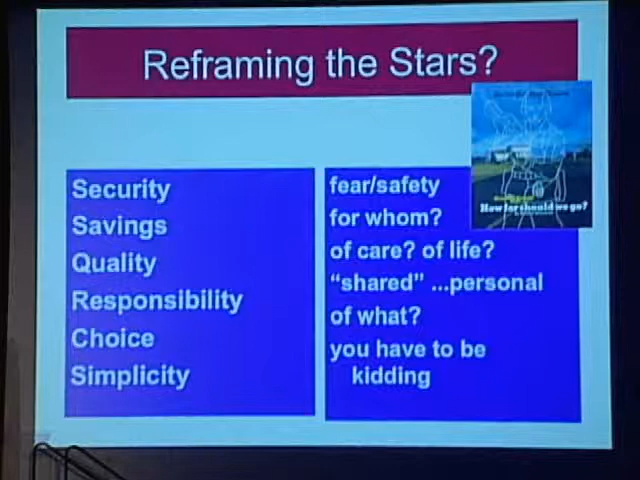 Reframing the Stars?
Security
Savings
Quality
Responsibility
Choice
Simplicity
fear/safety
for whom?
of care? of life?
“shared” ...personal
of what?
you have to be
kidding
How far should we go?